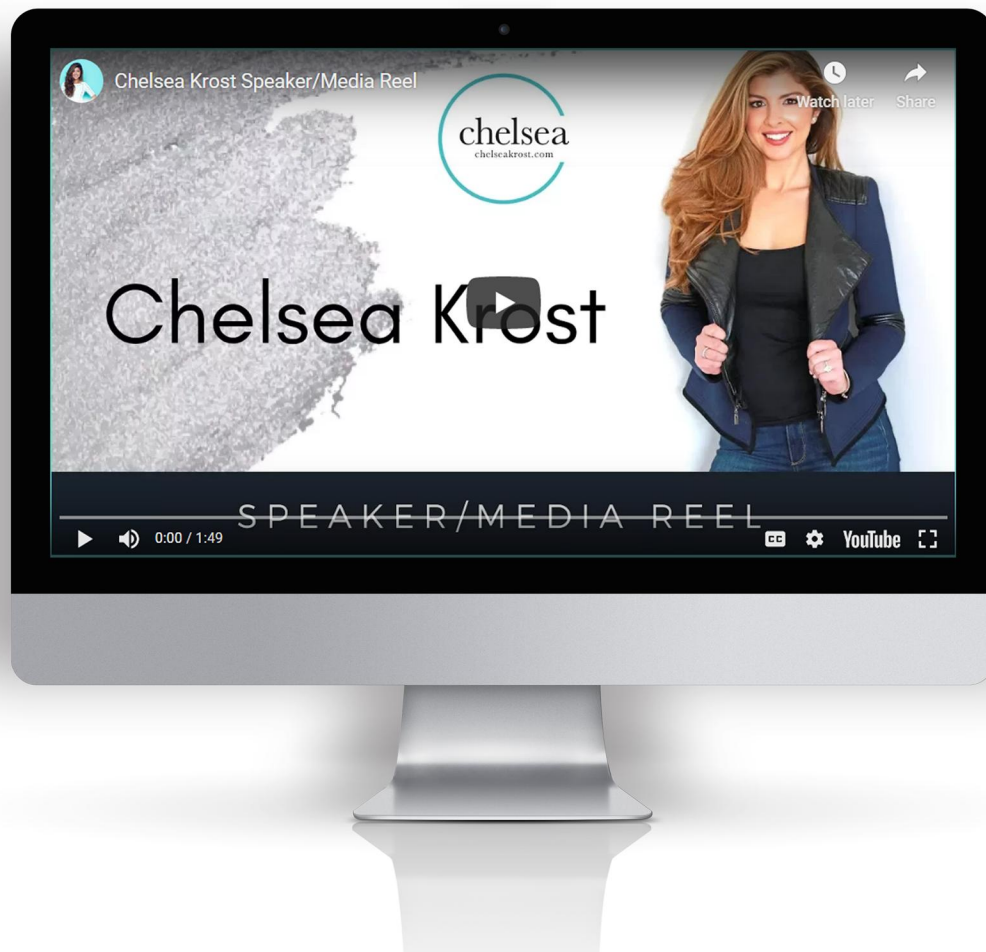 Chelsea Krost Speaker/Media Reel
Watch later
Share
chelsea
chelseakrost.com
Chelsea Krost
SPEAKER/MEDIA REEL
0:00 / 1:49
CC
YouTube